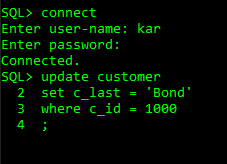 SQL> connect
Enter user-name: kar
Enter password:
Connected.
SQL> update customer
  2  set c_last = 'Bond'
  3  where c_id = 1000
  4  ;